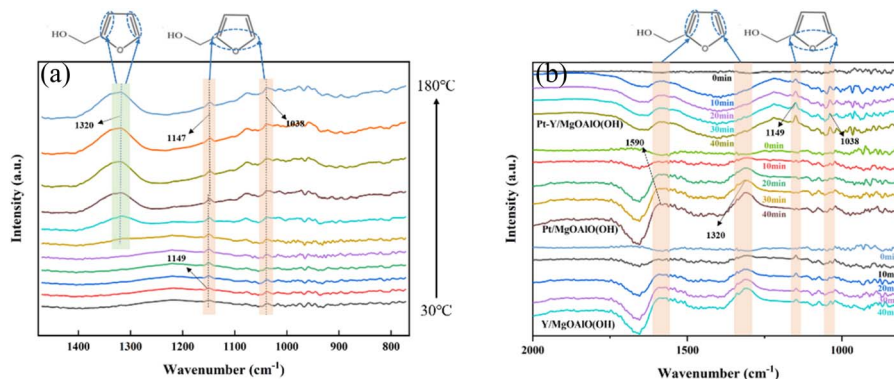 HO
O
HO
O
(a)
180℃
1320
1147
1038
1149
30℃
Intensity (a.u.)
1400 1300 1200 1100 1000 900 800
Wavenumber (cm⁻¹)
HO
O
HO
O
(b)
0min
10min
20min
30min
40min
Pt-Y/MgOAlO(OH)
1149
1038
0min
1590
10min
20min
30min
40min
Pt/MgOAlO(OH)
1320
0min
10min
20min
30min
40min
Y/MgOAlO(OH)
Intensity (a.u.)
2000 1500 1000
Wavenumber (cm⁻¹)